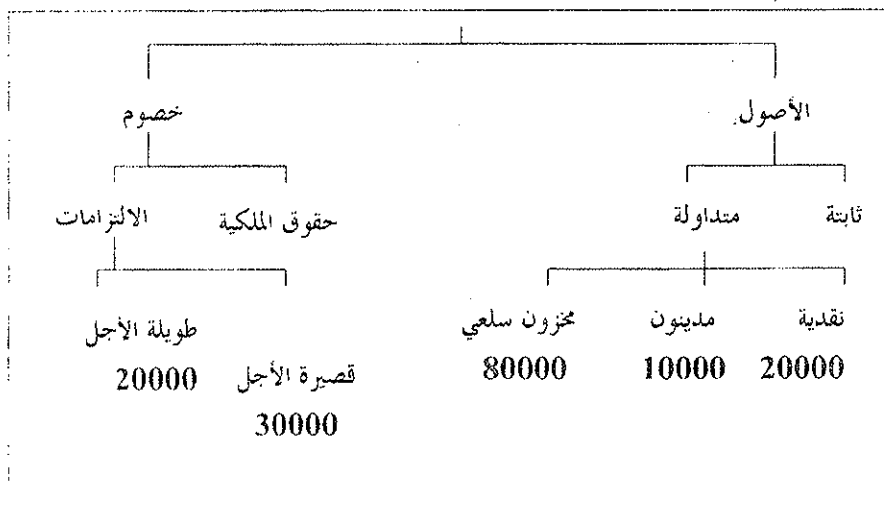 الأصول خصوم
ثابتة متداولة حقوق الملكية الالتزامات
نقدية مدينون مخزون سلعي طويلة الأجل
20000 10000 80000 قصيرة الأجل 20000
30000